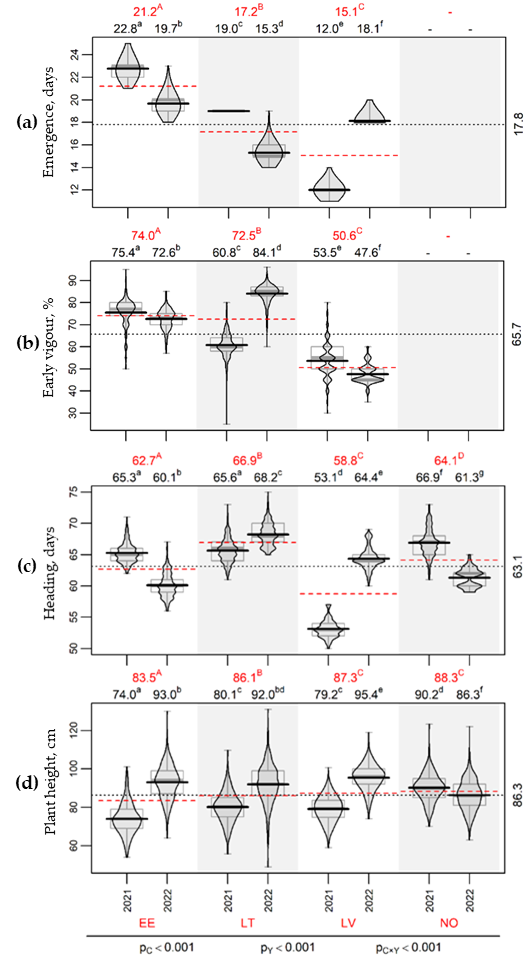 21.2A 17.2B 15.1C -
22.8a 19.7b 19.0c 15.3d 12.0e 18.1f - -
(a)
Emergence, days
24
22
20
18
16
14
12
17.8
74.0A 72.5B 50.6C -
75.4a 72.6b 60.8c 84.1d 53.5e 47.6f - -
(b)
Early vigour, %
90
80
70
60
50
40
30
65.7
62.7A 66.9B 58.8C 64.1D
65.3a 60.1b 65.6a 68.2c 53.1d 64.4e 66.9f 61.3g
(c)
Heading, days
75
70
65
60
55
50
63.1
83.5A 86.1B 87.3C 88.3C
74.0a 93.0b 80.1c 92.0bd 79.2c 95.4e 90.2d 86.3f
(d)
Plant height, cm
120
100
80
60
86.3
2021 2022 2021 2022 2021 2022 2021 2022
EE LT LV NO
pC < 0.001 pY < 0.001 pC×Y < 0.001